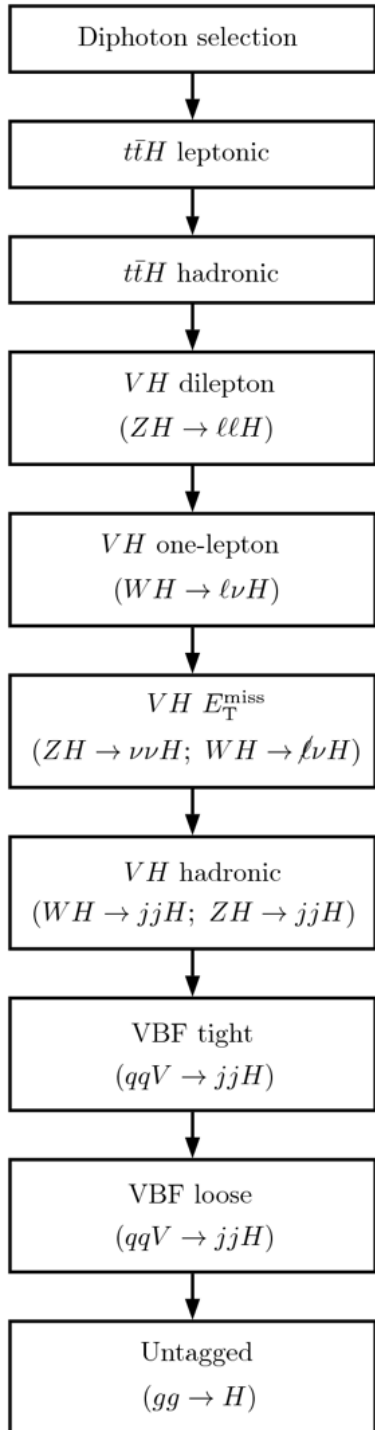 Diphoton selection
tt̄H leptonic
tt̄H hadronic
VH dilepton
(ZH → ℓℓH)
VH one-lepton
(WH → ℓνH)
VH E_T^miss
(ZH → ννH; WH → ℓ̸νH)
VH hadronic
(WH → jjH; ZH → jjH)
VBF tight
(qqV → jjH)
VBF loose
(qqV → jjH)
Untagged
(gg → H)